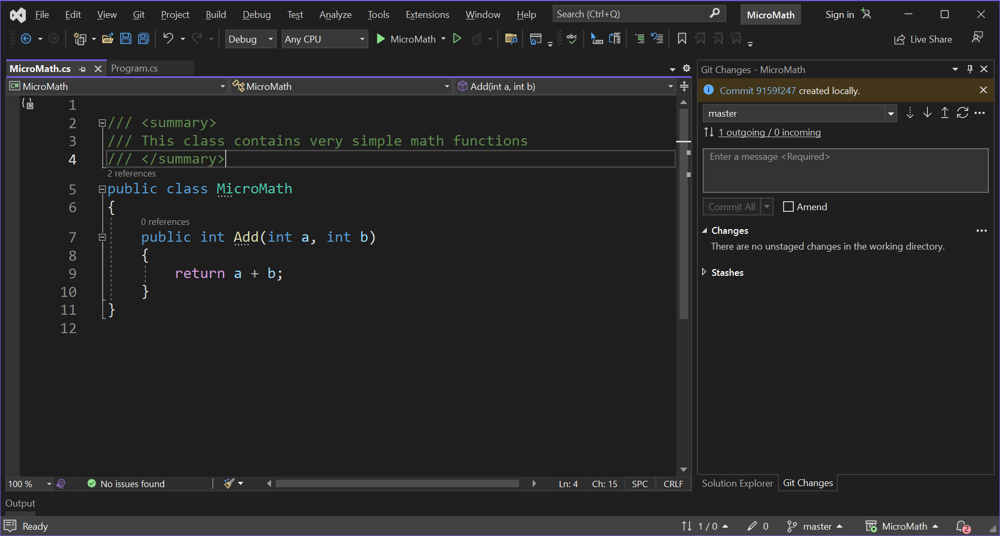 File Edit View Git Project Build Debug Test Analyze Tools Extensions Window Help Search (Ctrl+Q) MicroMath Sign in
Debug Any CPU MicroMath abc Live Share
MicroMath.cs Program.cs
C# MicroMath MicroMath Add(int a, int b)
1
2 /// <summary>
3 /// This class contains very simple math functions
4 /// </summary>
2 references
5 public class MicroMath
6 {
0 references
7 public int Add(int a, int b)
8 {
9 return a + b;
10 }
11 }
12
100 % No issues found Ln: 4 Ch: 15 SPC CRLF
Git Changes - MicroMath
Commit 9159f247 created locally.
master
1 outgoing / 0 incoming
Enter a message <Required>
Commit All Amend
Changes
There are no unstaged changes in the working directory.
Stashes
Solution Explorer Git Changes
Output
Ready 1 / 0 0 master MicroMath 2